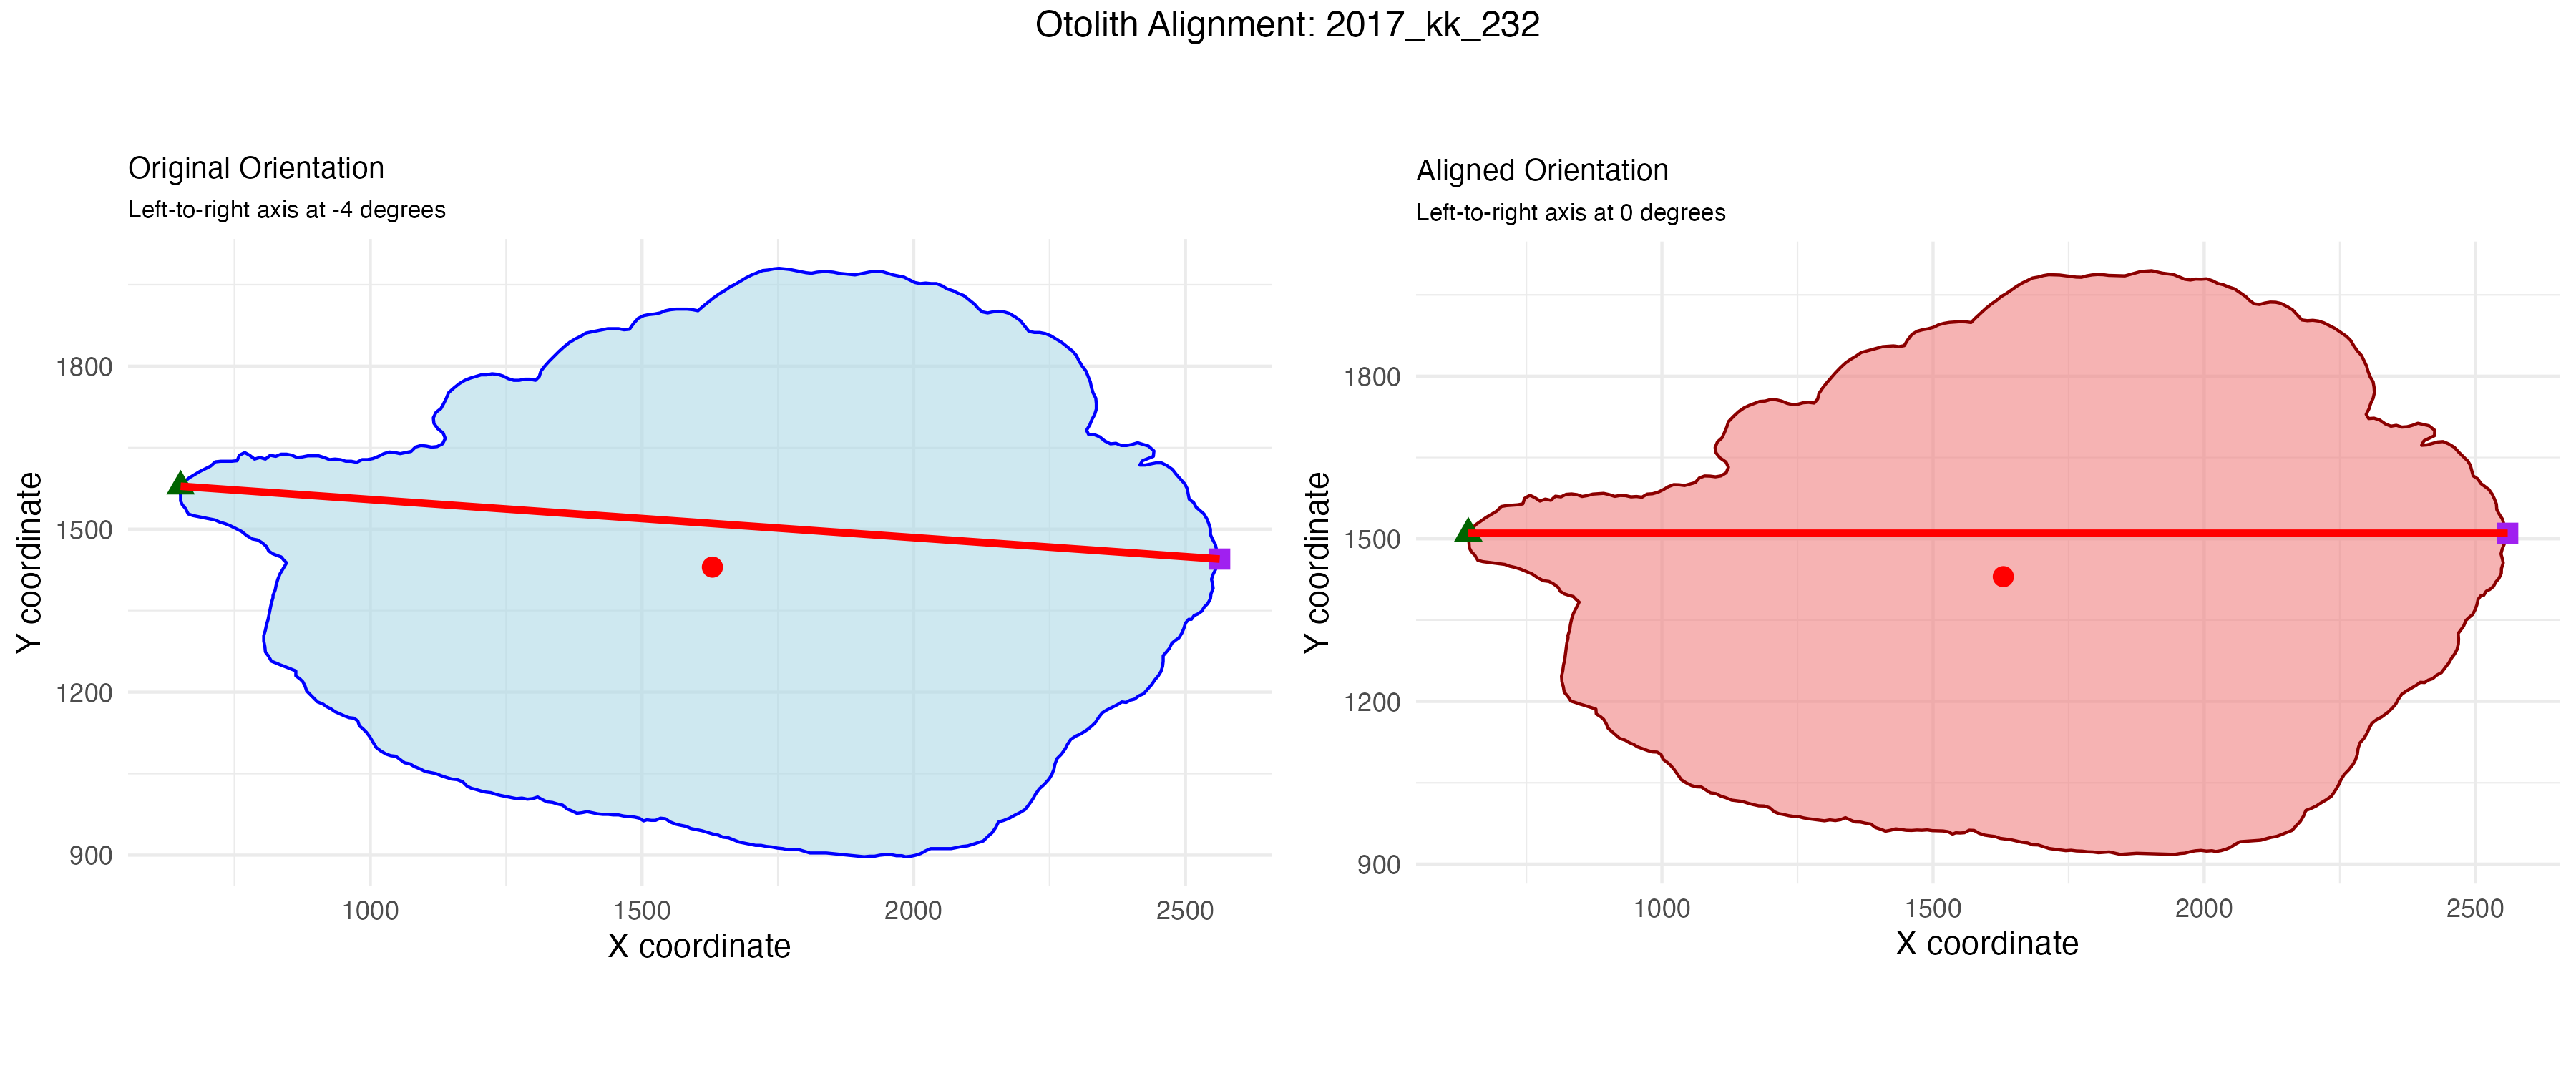 Otolith Alignment: 2017_kk_232
Original Orientation
Left-to-right axis at -4 degrees
Y coordinate
1800
1500
1200
900
1000
1500
2000
2500
X coordinate
Aligned Orientation
Left-to-right axis at 0 degrees
Y coordinate
1800
1500
1200
900
1000
1500
2000
2500
X coordinate